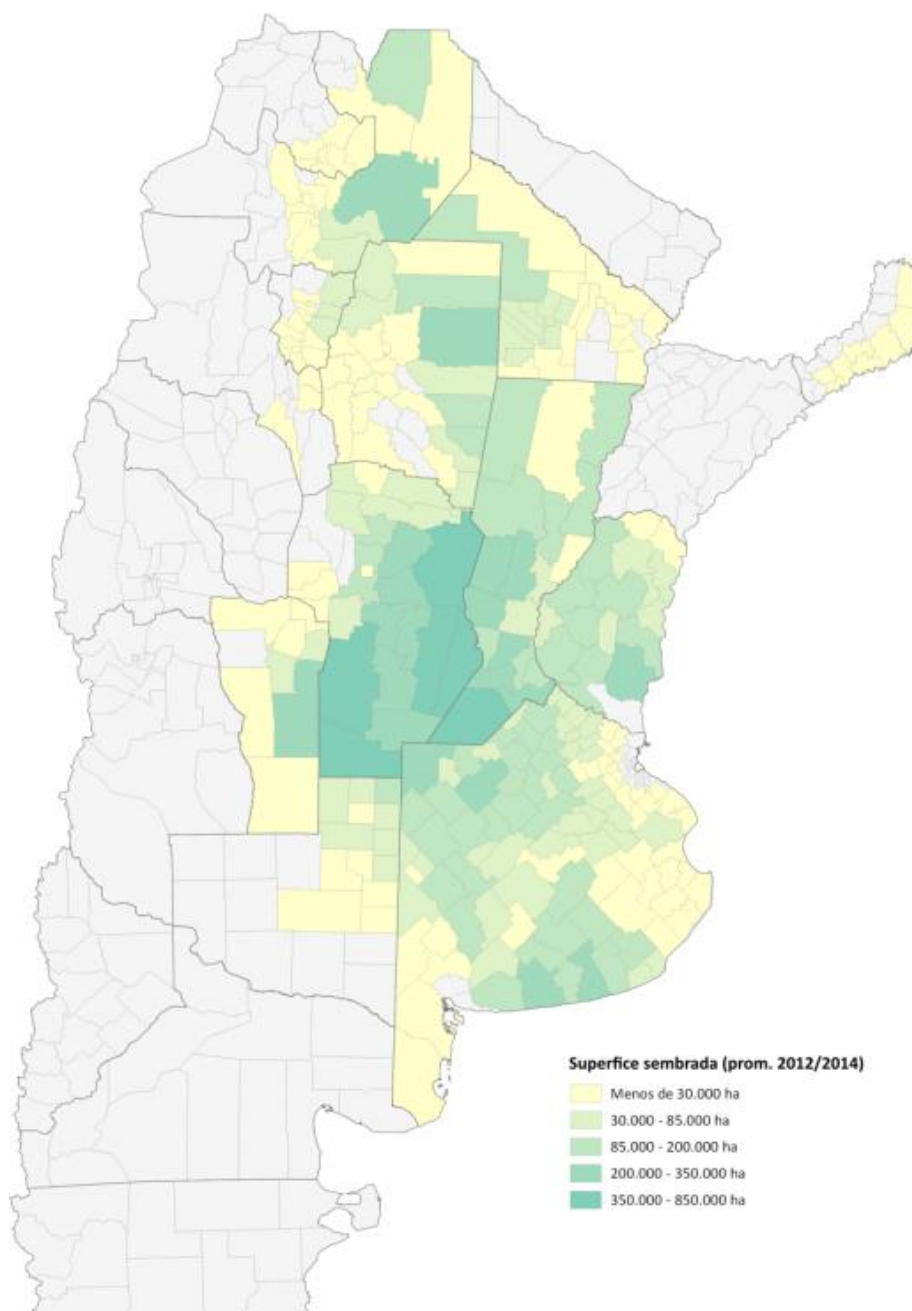 Superfice sembrada (prom. 2012/2014)
Menos de 30.000 ha
30.000 - 85.000 ha
85.000 - 200.000 ha
200.000 - 350.000 ha
350.000 - 850.000 ha